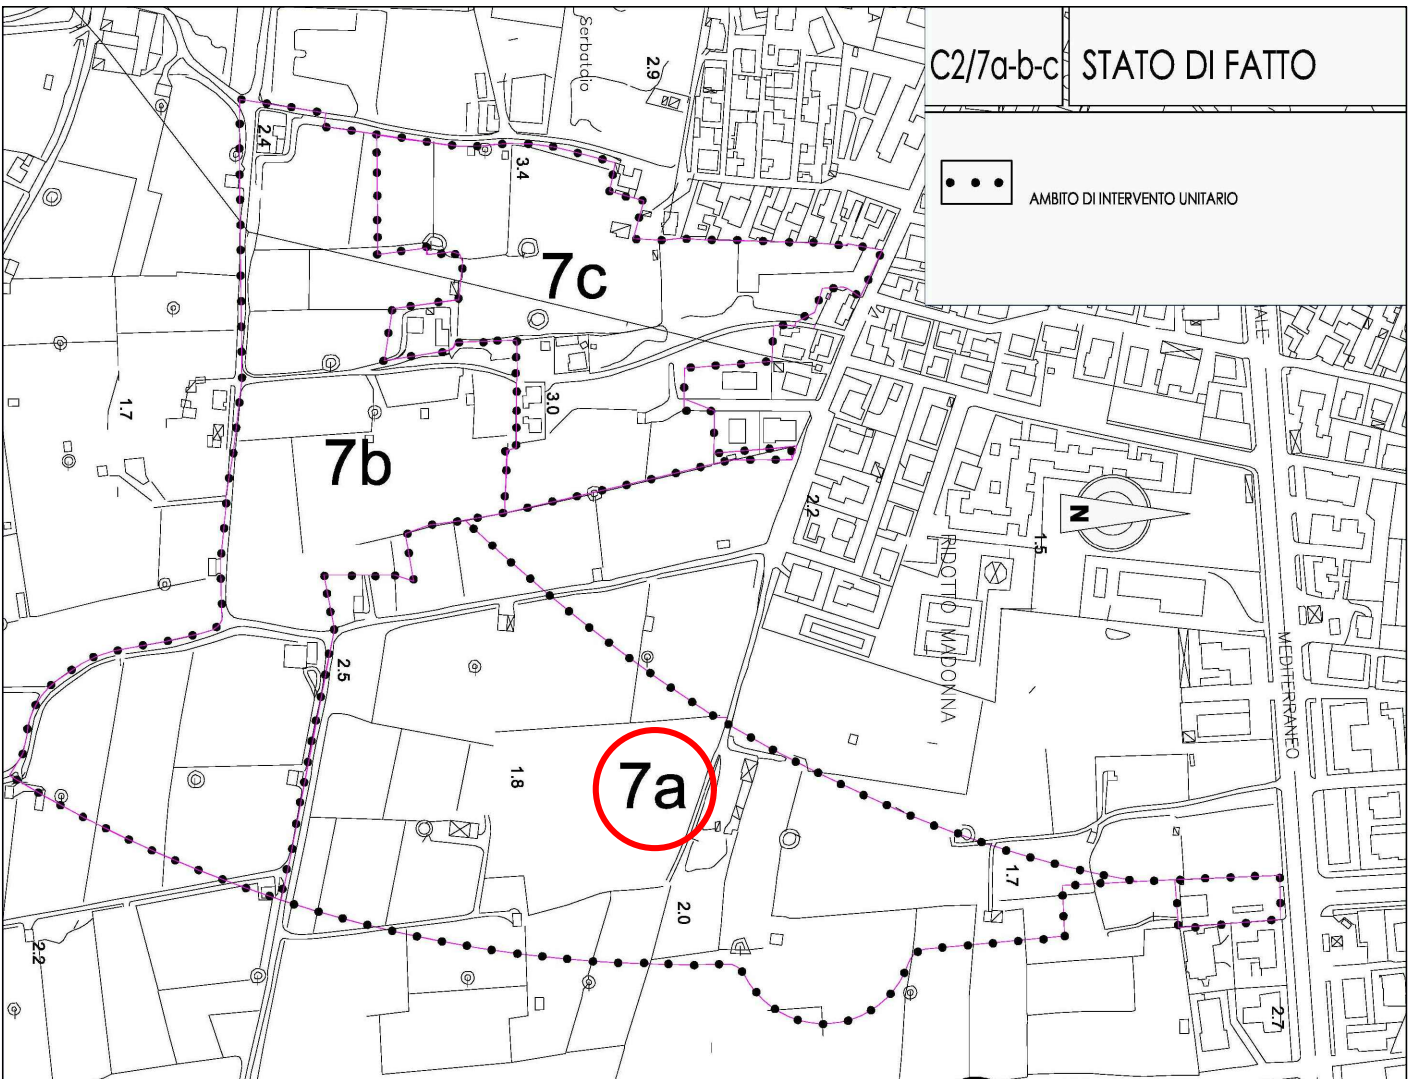 C2/7a-b-c STATO DI FATTO
AMBITO DI INTERVENTO UNITARIO
Serbatoio
2.9
2.4
3.4
7c
1.7
3.0
7b
2.2
1.5
N
RIDOTTO MADONNA
MEDITERRANEO
2.5
1.8
7a
1.7
2.0
2.2
2.7